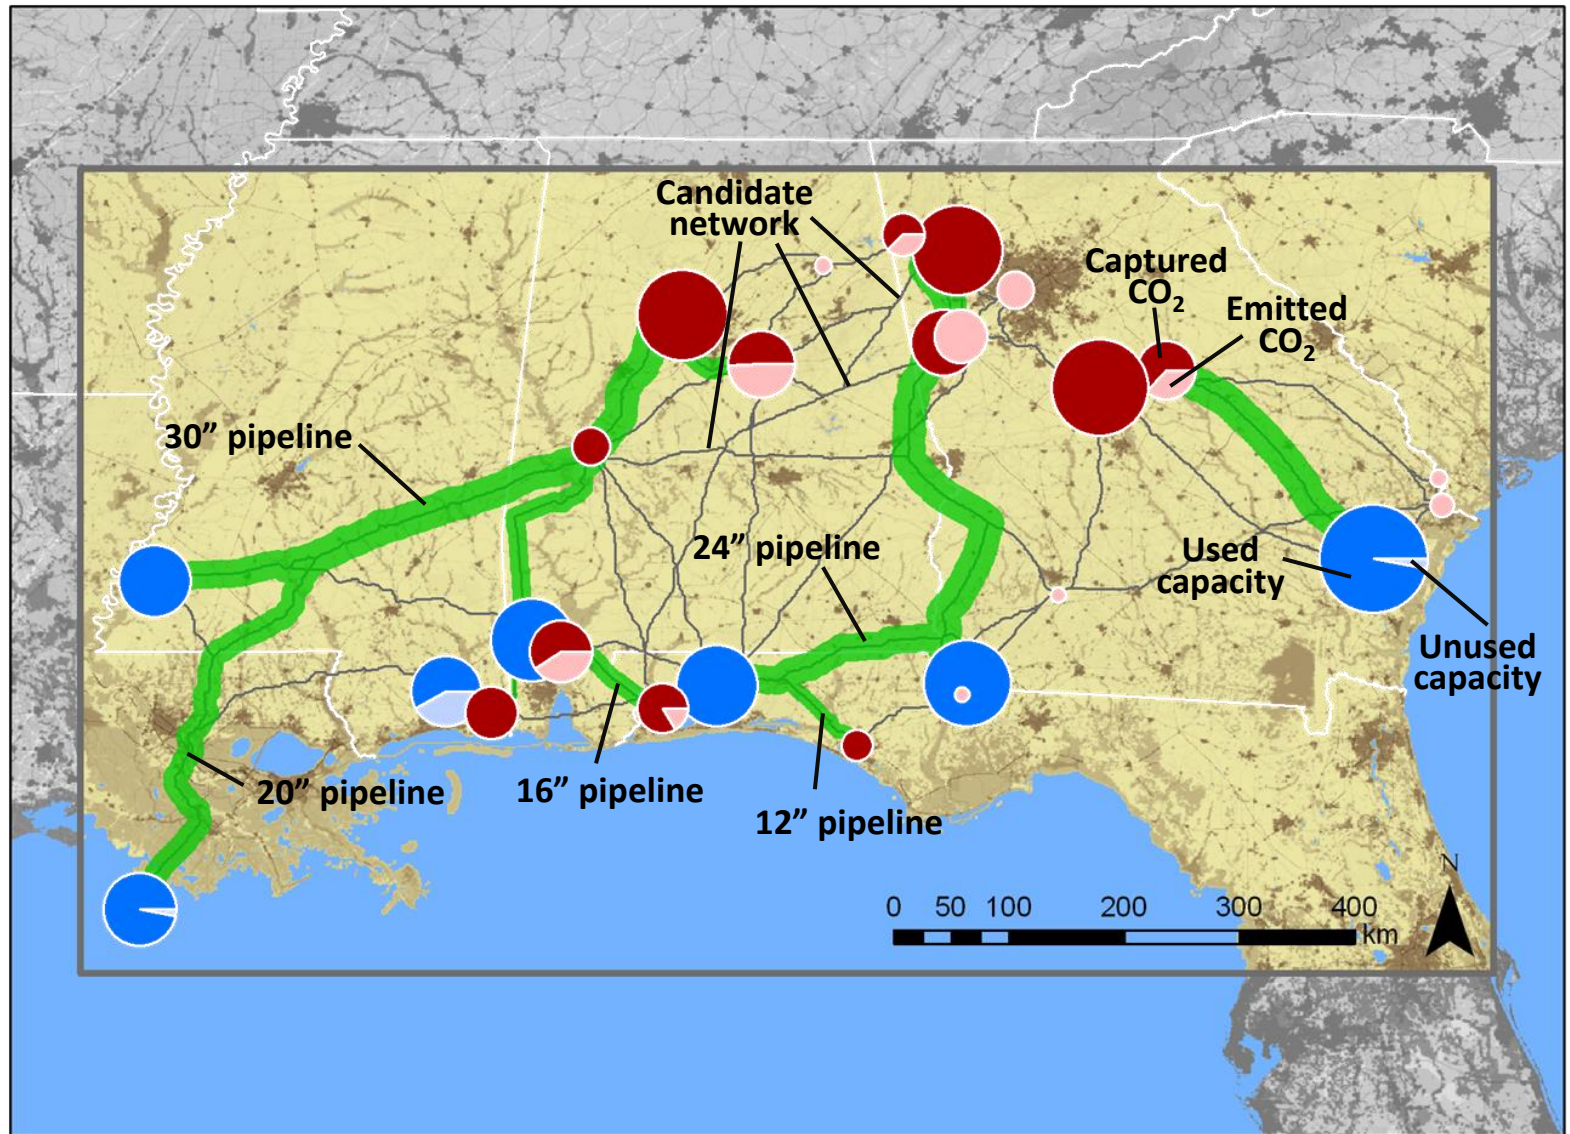 Candidate
network
Captured
CO₂
Emitted
CO₂
30” pipeline
24” pipeline
Used
capacity
Unused
capacity
20” pipeline
16” pipeline
12” pipeline
N
0 50 100 200 300 400
km